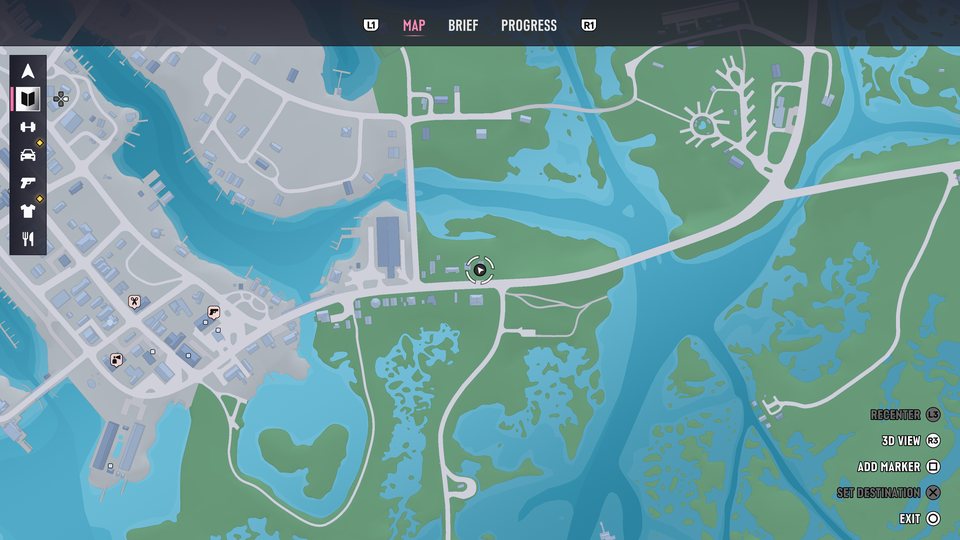 L1 MAP BRIEF PROGRESS R1
RECENTER L3
3D VIEW R3
ADD MARKER
SET DESTINATION
EXIT